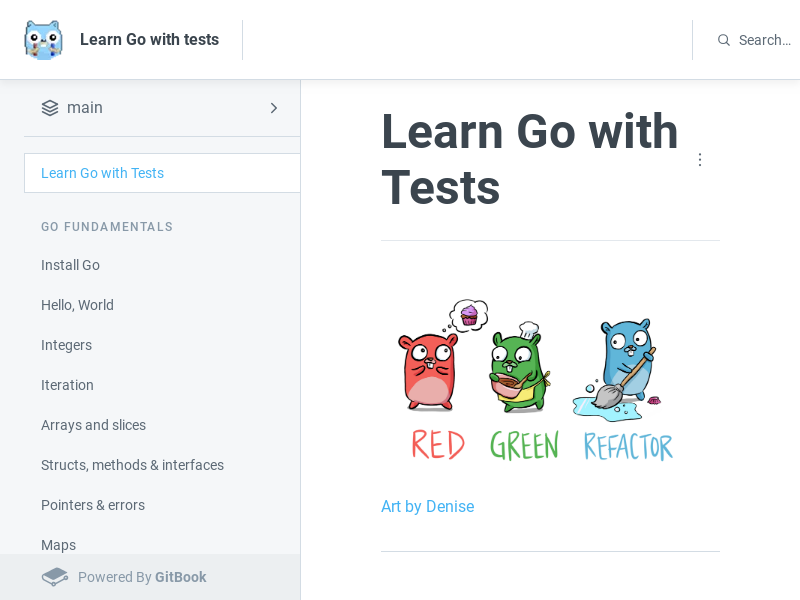 Learn Go with tests
Search…
main
Learn Go with Tests
GO FUNDAMENTALS
Install Go
Hello, World
Integers
Iteration
Arrays and slices
Structs, methods & interfaces
Pointers & errors
Maps
Powered By GitBook
Learn Go with
Tests
RED GREEN REFACTOR
Art by Denise